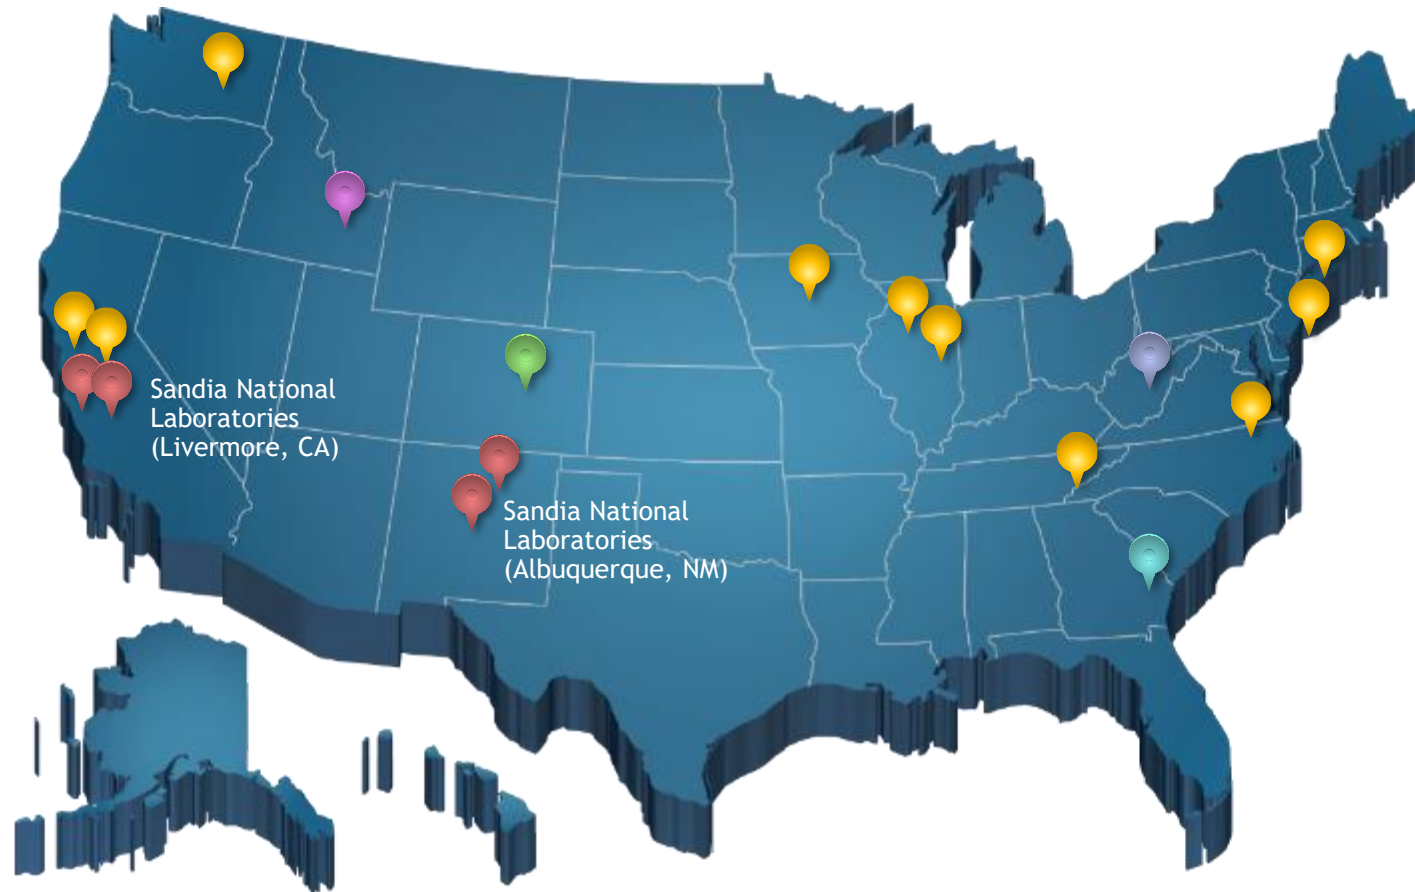 Sandia National
Laboratories
(Livermore, CA)
Sandia National
Laboratories
(Albuquerque, NM)